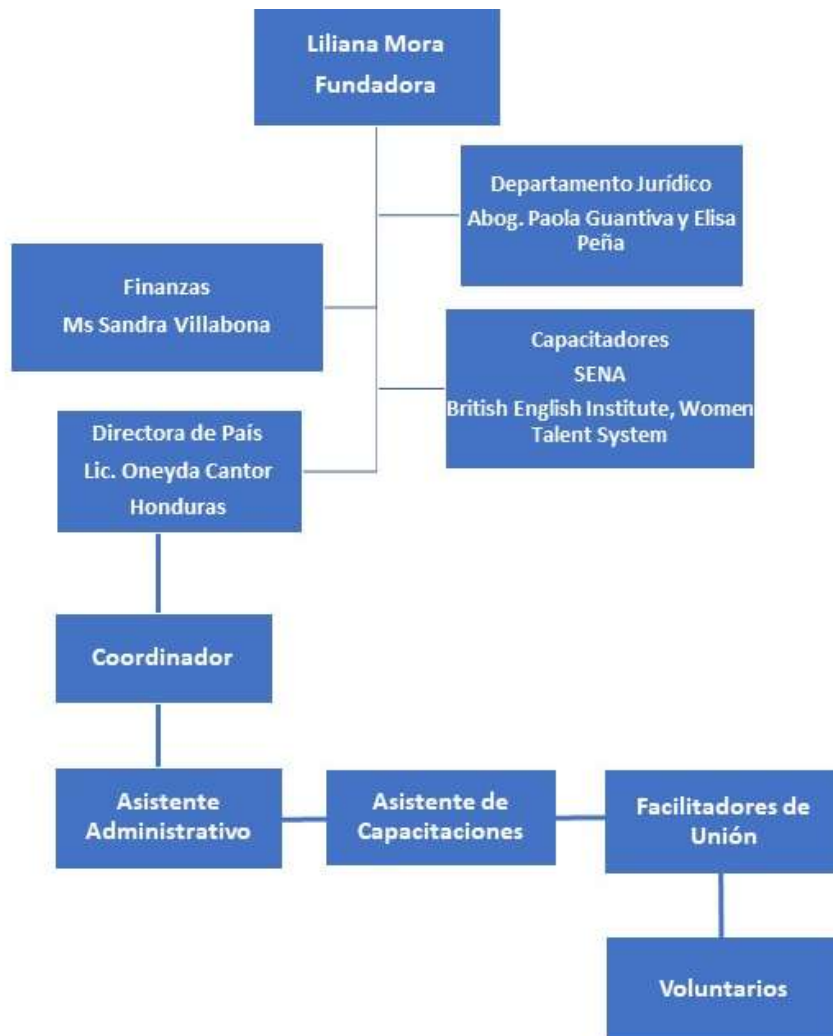 Liliana Mora
Fundadora
Departamento Jurídico
Abog. Paola Guantiva y Elisa
Peña
Finanzas
Ms Sandra Villabona
Capacitadores
SENA
British English Institute, Women
Talent System
Directora de País
Lic. Oneyda Cantor
Honduras
Coordinador
Asistente
Administrativo
Asistente de
Capacitaciones
Facilitadores de
Unión
Voluntarios